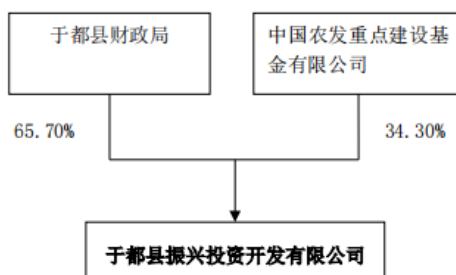 于都县财政局
中国农发重点建设基
金有限公司
65.70%
34.30%
于都县振兴投资开发有限公司